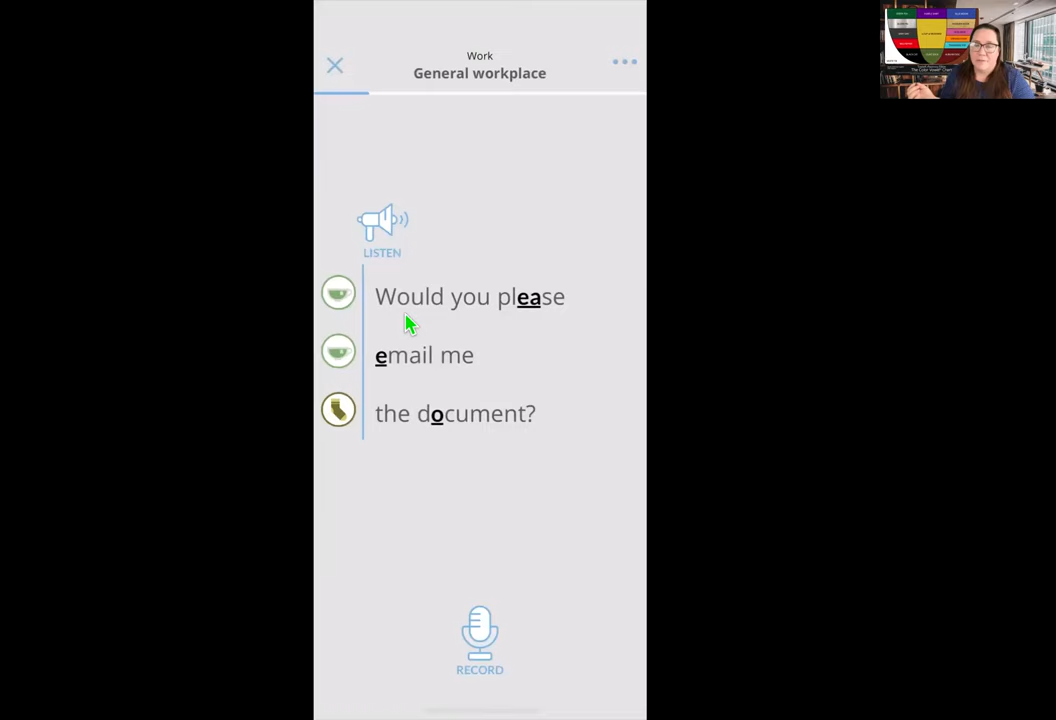 Work
General workplace
LISTEN
Would you please
email me
the document?
RECORD